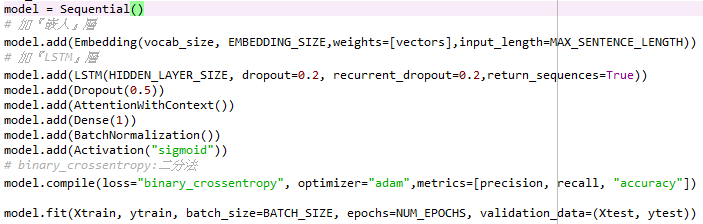 model = Sequential()
# 加『嵌入』層
model.add(Embedding(vocab_size, EMBEDDING_SIZE,weights=[vectors],input_length=MAX_SENTENCE_LENGTH))
# 加『LSTM』層
model.add(LSTM(HIDDEN_LAYER_SIZE, dropout=0.2, recurrent_dropout=0.2,return_sequences=True))
model.add(Dropout(0.5))
model.add(AttentionWithContext())
model.add(Dense(1))
model.add(BatchNormalization())
model.add(Activation("sigmoid"))
# binary_crossentropy:二分法
model.compile(loss="binary_crossentropy", optimizer="adam",metrics=[precision, recall, "accuracy"])
model.fit(Xtrain, ytrain, batch_size=BATCH_SIZE, epochs=NUM_EPOCHS, validation_data=(Xtest, ytest))